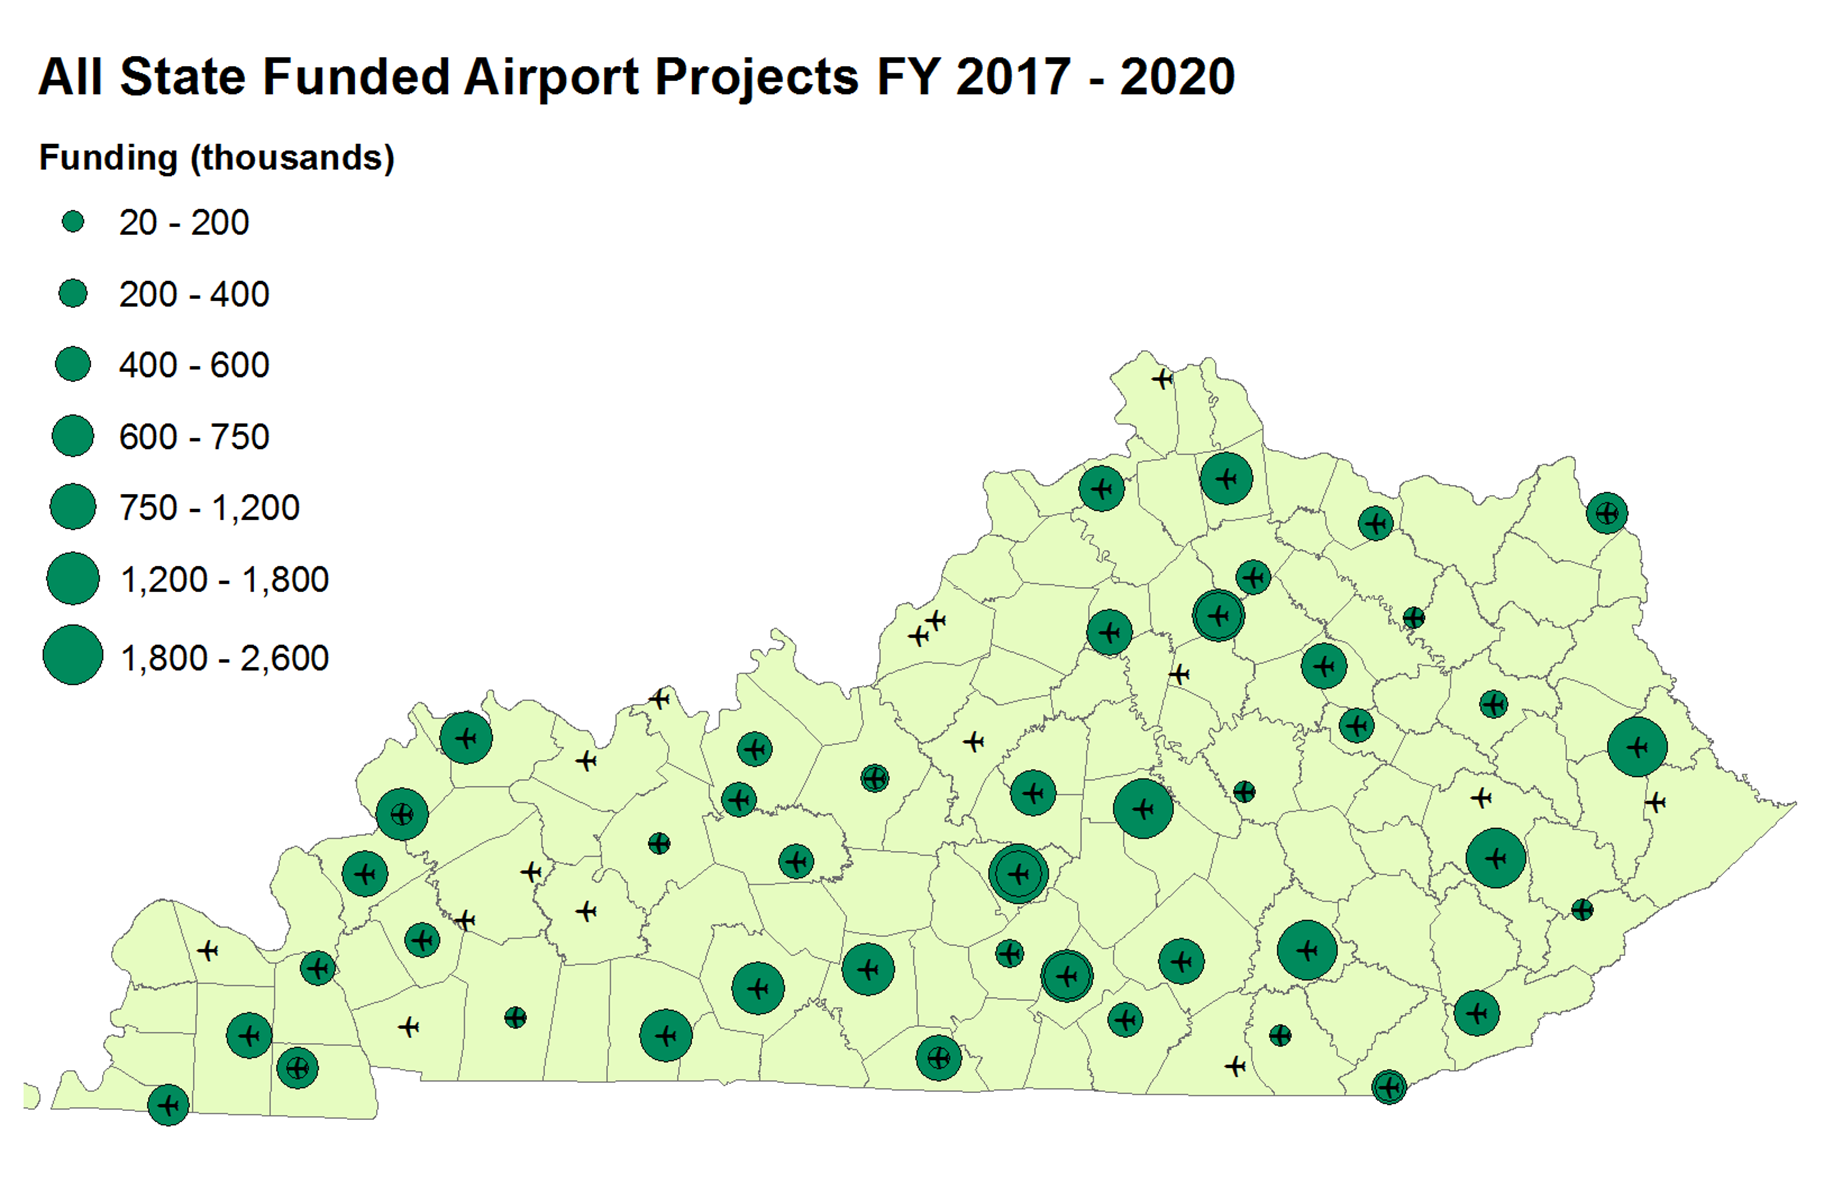 All State Funded Airport Projects FY 2017 - 2020
Funding (thousands)
20 - 200
200 - 400
400 - 600
600 - 750
750 - 1,200
1,200 - 1,800
1,800 - 2,600